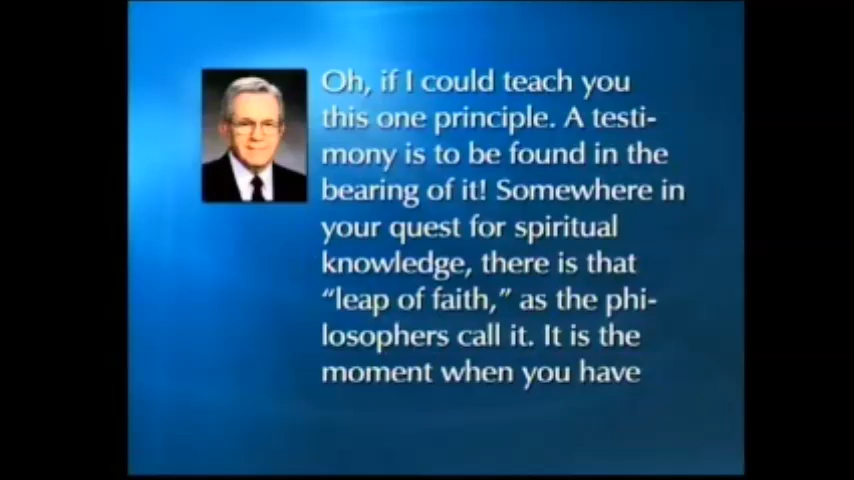 Oh, if I could teach you
this one principle. A testi-
mony is to be found in the
bearing of it! Somewhere in
your quest for spiritual
knowledge, there is that
“leap of faith,” as the phi-
losophers call it. It is the
moment when you have